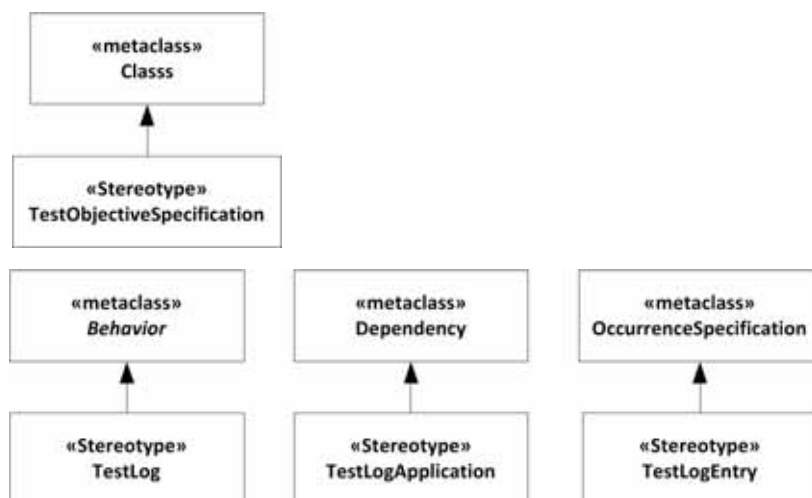 «metaclass»
Classs
«Stereotype»
TestObjectiveSpecification
«metaclass»
Behavior
«metaclass»
Dependency
«metaclass»
OccurrenceSpecification
«Stereotype»
TestLog
«Stereotype»
TestLogApplication
«Stereotype»
TestLogEntry